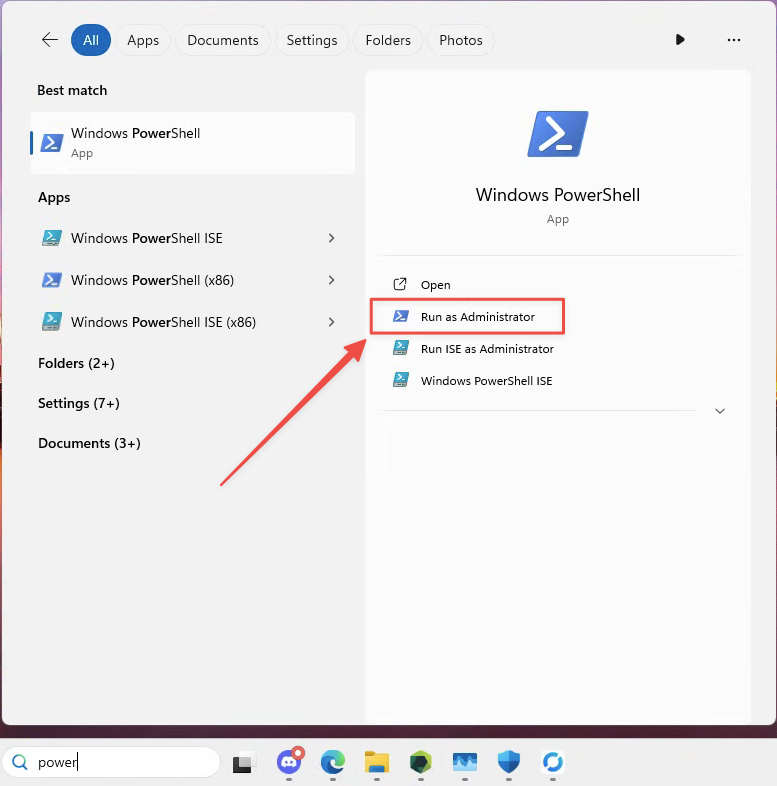 All
Apps
Documents
Settings
Folders
Photos
Best match
Windows PowerShell
App
Apps
Windows PowerShell ISE
Windows PowerShell (x86)
Windows PowerShell ISE (x86)
Folders (2+)
Settings (7+)
Documents (3+)
Windows PowerShell
App
Open
Run as Administrator
Run ISE as Administrator
Windows PowerShell ISE
power